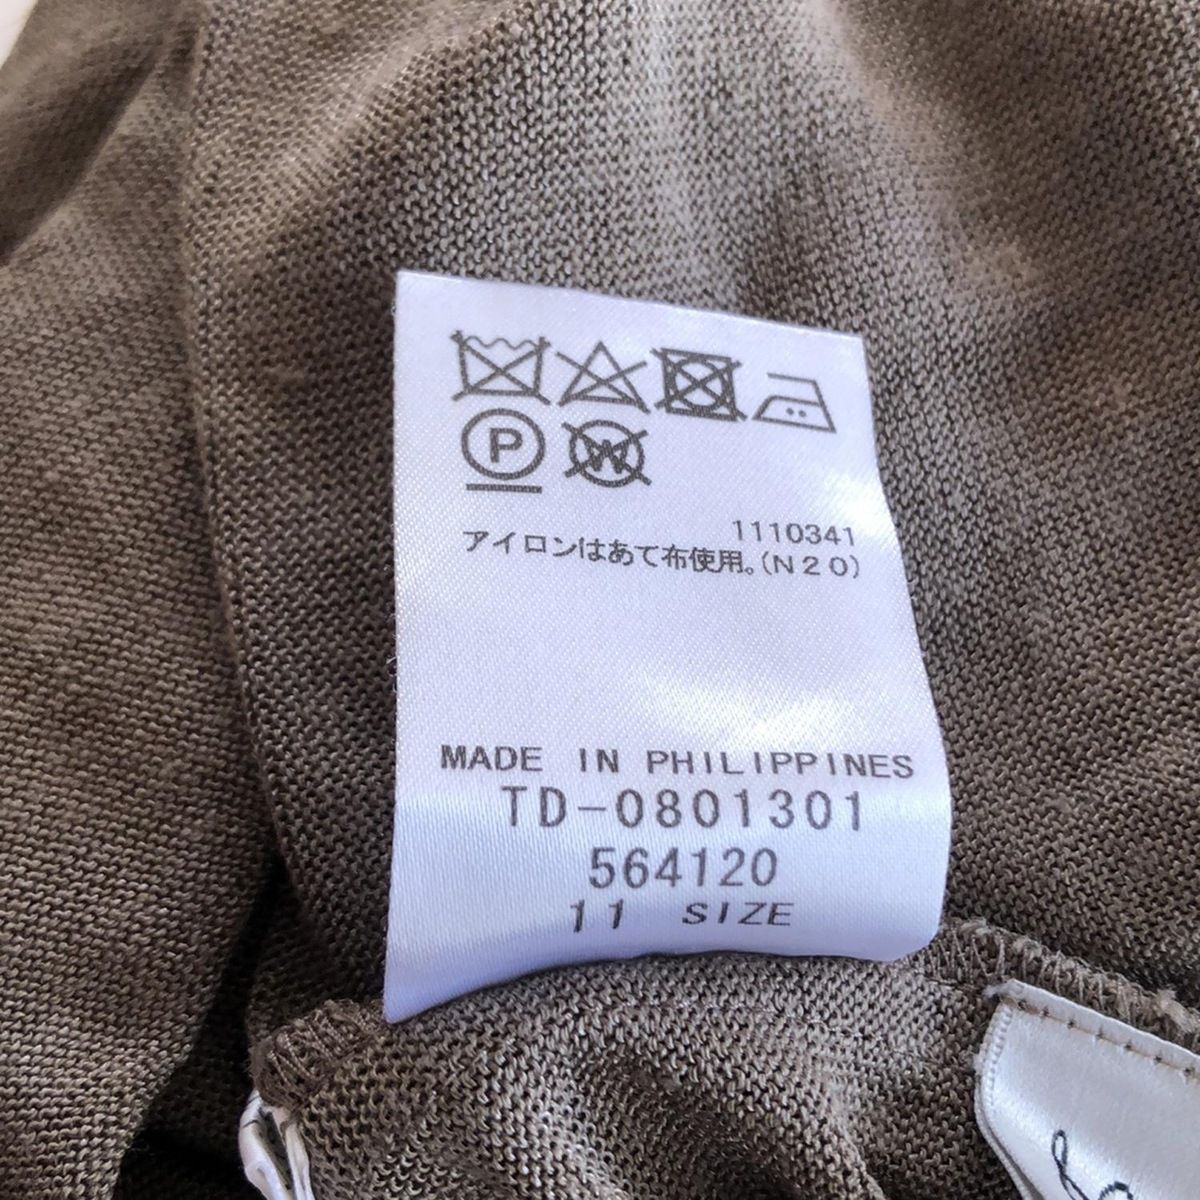 P W
1110341
アイロンはあて布使用。(N20)
MADE IN PHILIPPINES
TD-0801301
564120
11 SIZE